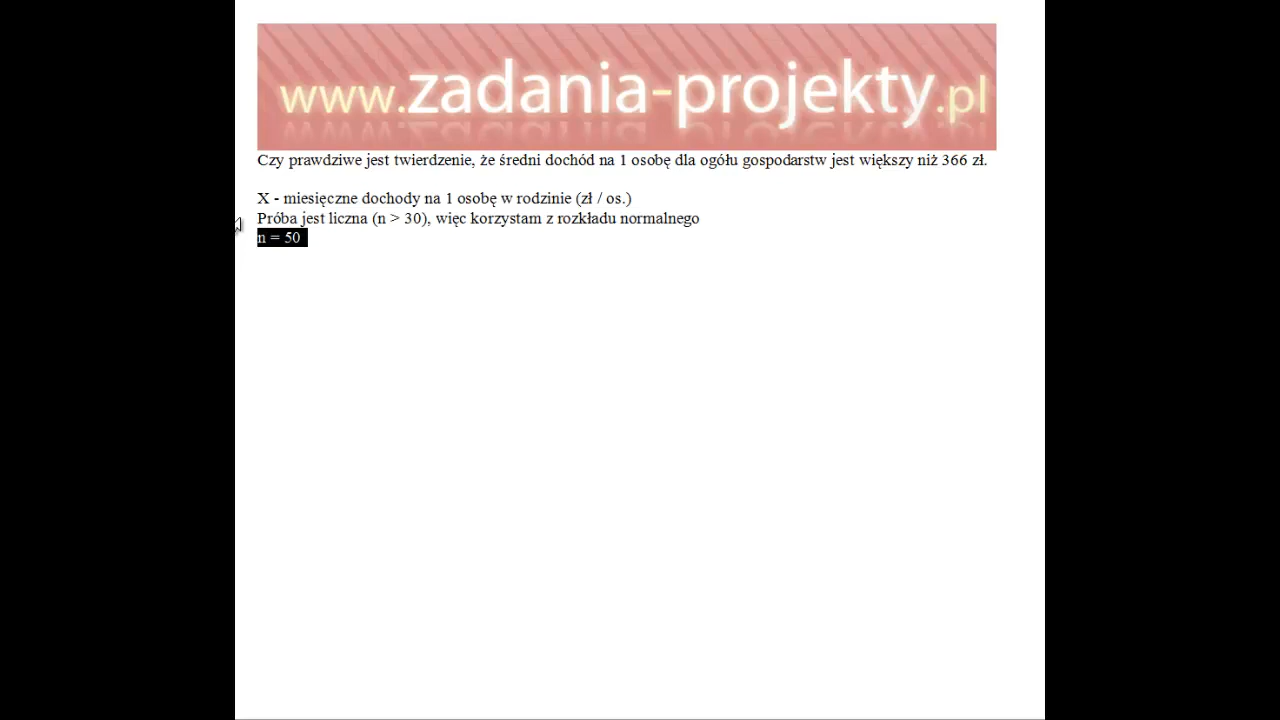 www.zadania-projekty.pl
Czy prawdziwe jest twierdzenie, że średni dochód na 1 osobę dla ogółu gospodarstw jest większy niż 366 zł.
X - miesięczne dochody na 1 osobę w rodzinie (zł / os.)
Próba jest liczna (n > 30), więc korzystam z rozkładu normalnego
n = 50